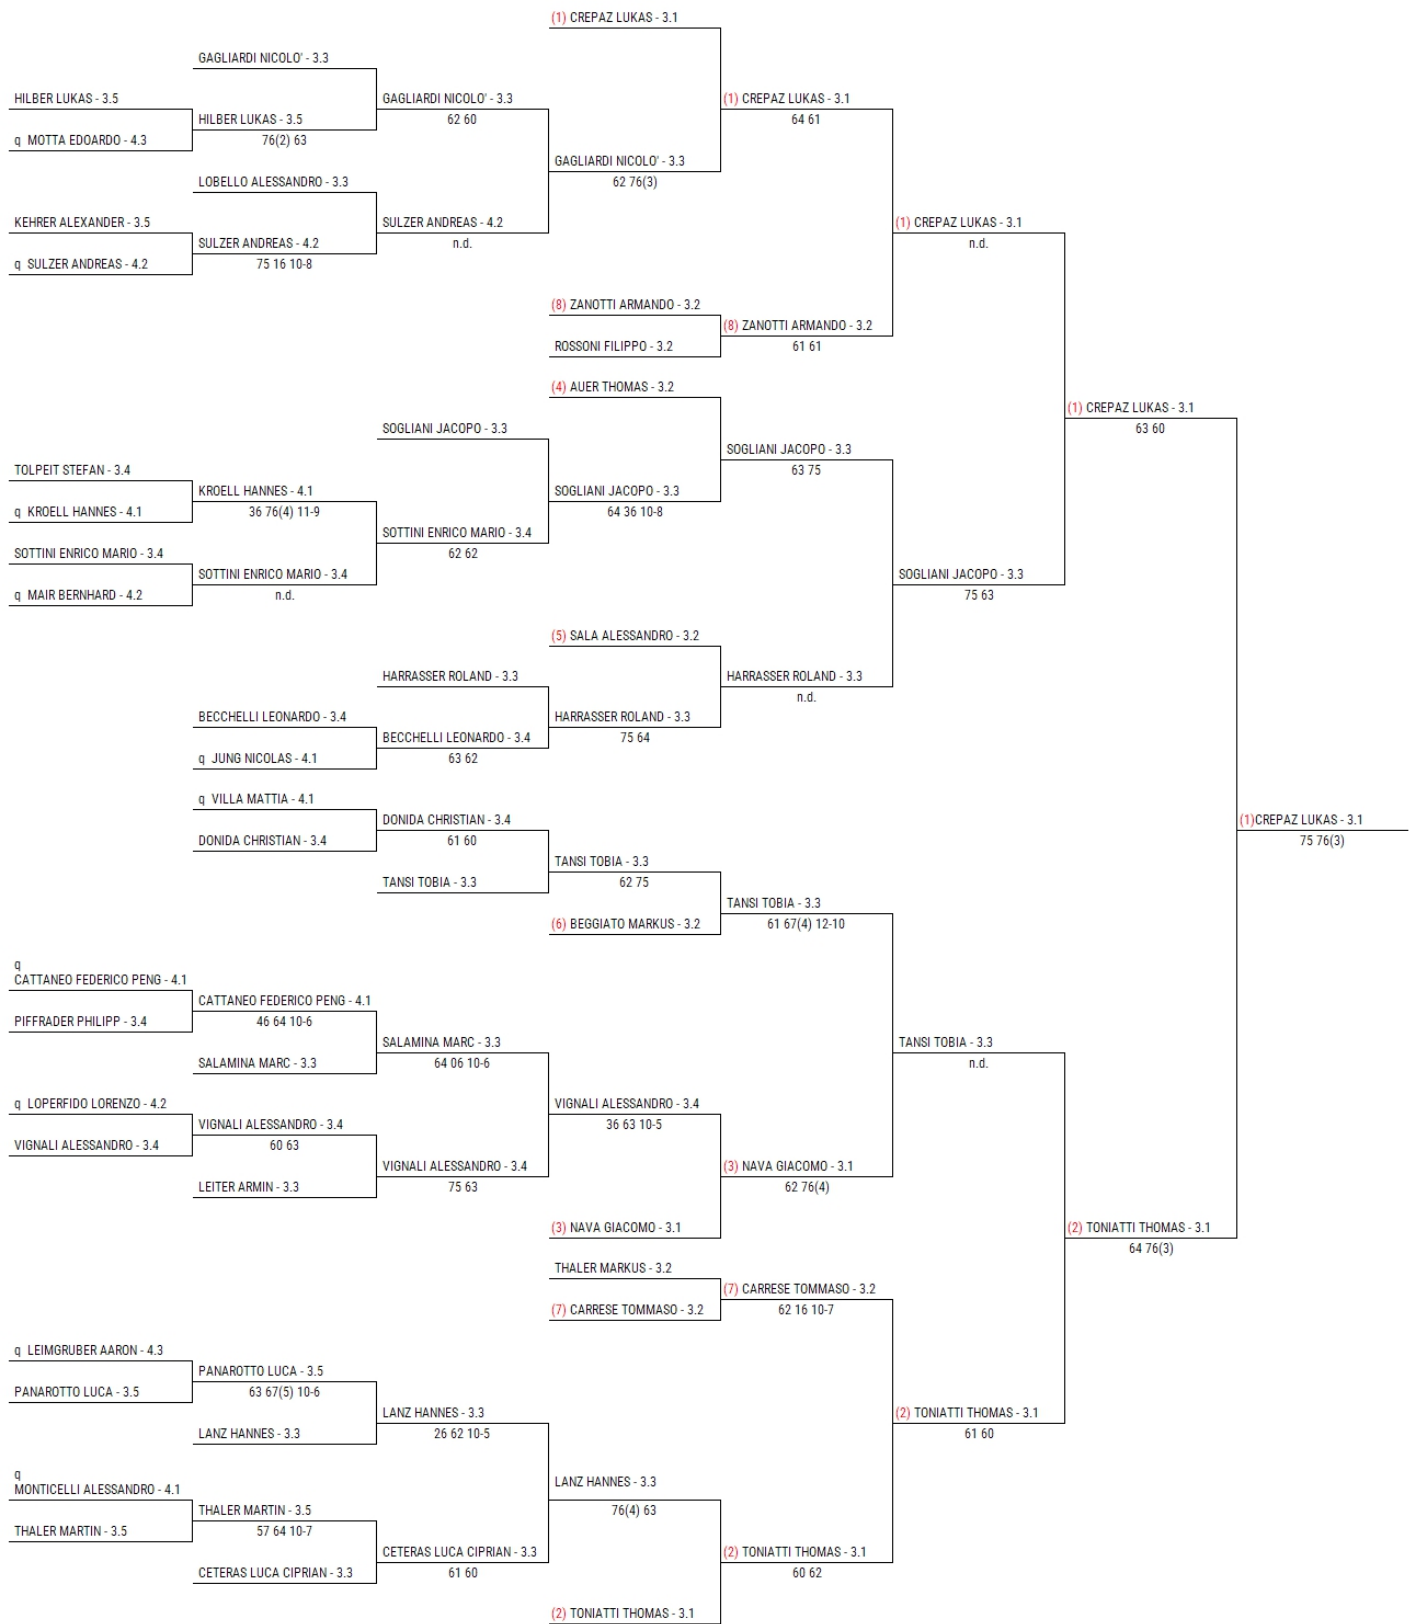 (1) CREPAZ LUKAS - 3.1
GAGLIARDI NICOLO' - 3.3
HILBER LUKAS - 3.5
GAGLIARDI NICOLO' - 3.3
(1) CREPAZ LUKAS - 3.1
HILBER LUKAS - 3.5
62 60
64 61
q MOTTA EDOARDO - 4.3
76(2) 63
GAGLIARDI NICOLO' - 3.3
LOBELLO ALESSANDRO - 3.3
62 76(3)
KEHRER ALEXANDER - 3.5
SULZER ANDREAS - 4.2
(1) CREPAZ LUKAS - 3.1
SULZER ANDREAS - 4.2
n.d.
n.d.
q SULZER ANDREAS - 4.2
75 16 10-8
(8) ZANOTTI ARMANDO - 3.2
(8) ZANOTTI ARMANDO - 3.2
ROSSONI FILIPPO - 3.2
61 61
(4) AUER THOMAS - 3.2
(1) CREPAZ LUKAS - 3.1
SOGLIANI JACOPO - 3.3
63 60
SOGLIANI JACOPO - 3.3
TOLPEIT STEFAN - 3.4
63 75
KROELL HANNES - 4.1
SOGLIANI JACOPO - 3.3
q KROELL HANNES - 4.1
36 76(4) 11-9
64 36 10-8
SOTTINI ENRICO MARIO - 3.4
SOTTINI ENRICO MARIO - 3.4
62 62
SOTTINI ENRICO MARIO - 3.4
SOGLIANI JACOPO - 3.3
q MAIR BERNHARD - 4.2
n.d.
75 63
(5) SALA ALESSANDRO - 3.2
HARRASSER ROLAND - 3.3
HARRASSER ROLAND - 3.3
n.d.
BECCHELLI LEONARDO - 3.4
HARRASSER ROLAND - 3.3
BECCHELLI LEONARDO - 3.4
75 64
q JUNG NICOLAS - 4.1
63 62
q VILLA MATTIA - 4.1
DONIDA CHRISTIAN - 3.4
(1)CREPAZ LUKAS - 3.1
DONIDA CHRISTIAN - 3.4
61 60
75 76(3)
TANSI TOBIA - 3.3
TANSI TOBIA - 3.3
62 75
TANSI TOBIA - 3.3
(6) BEGGIATO MARKUS - 3.2
61 67(4) 12-10
q
CATTANEO FEDERICO PENG - 4.1
CATTANEO FEDERICO PENG - 4.1
PIFFRADER PHILIPP - 3.4
46 64 10-6
SALAMINA MARC - 3.3
TANSI TOBIA - 3.3
SALAMINA MARC - 3.3
64 06 10-6
n.d.
q LOPERFIDO LORENZO - 4.2
VIGNALI ALESSANDRO - 3.4
VIGNALI ALESSANDRO - 3.4
36 63 10-5
VIGNALI ALESSANDRO - 3.4
60 63
VIGNALI ALESSANDRO - 3.4
(3) NAVA GIACOMO - 3.1
LEITER ARMIN - 3.3
75 63
62 76(4)
(3) NAVA GIACOMO - 3.1
(2) TONIATTI THOMAS - 3.1
64 76(3)
THALER MARKUS - 3.2
(7) CARRESE TOMMASO - 3.2
(7) CARRESE TOMMASO - 3.2
62 16 10-7
q LEIMGRUBER AARON - 4.3
PANAROTTO LUCA - 3.5
PANAROTTO LUCA - 3.5
63 67(5) 10-6
LANZ HANNES - 3.3
(2) TONIATTI THOMAS - 3.1
LANZ HANNES - 3.3
26 62 10-5
61 60
q
LANZ HANNES - 3.3
MONTICELLI ALESSANDRO - 4.1
THALER MARTIN - 3.5
76(4) 63
THALER MARTIN - 3.5
57 64 10-7
CETERAS LUCA CIPRIAN - 3.3
(2) TONIATTI THOMAS - 3.1
CETERAS LUCA CIPRIAN - 3.3
61 60
60 62
(2) TONIATTI THOMAS - 3.1